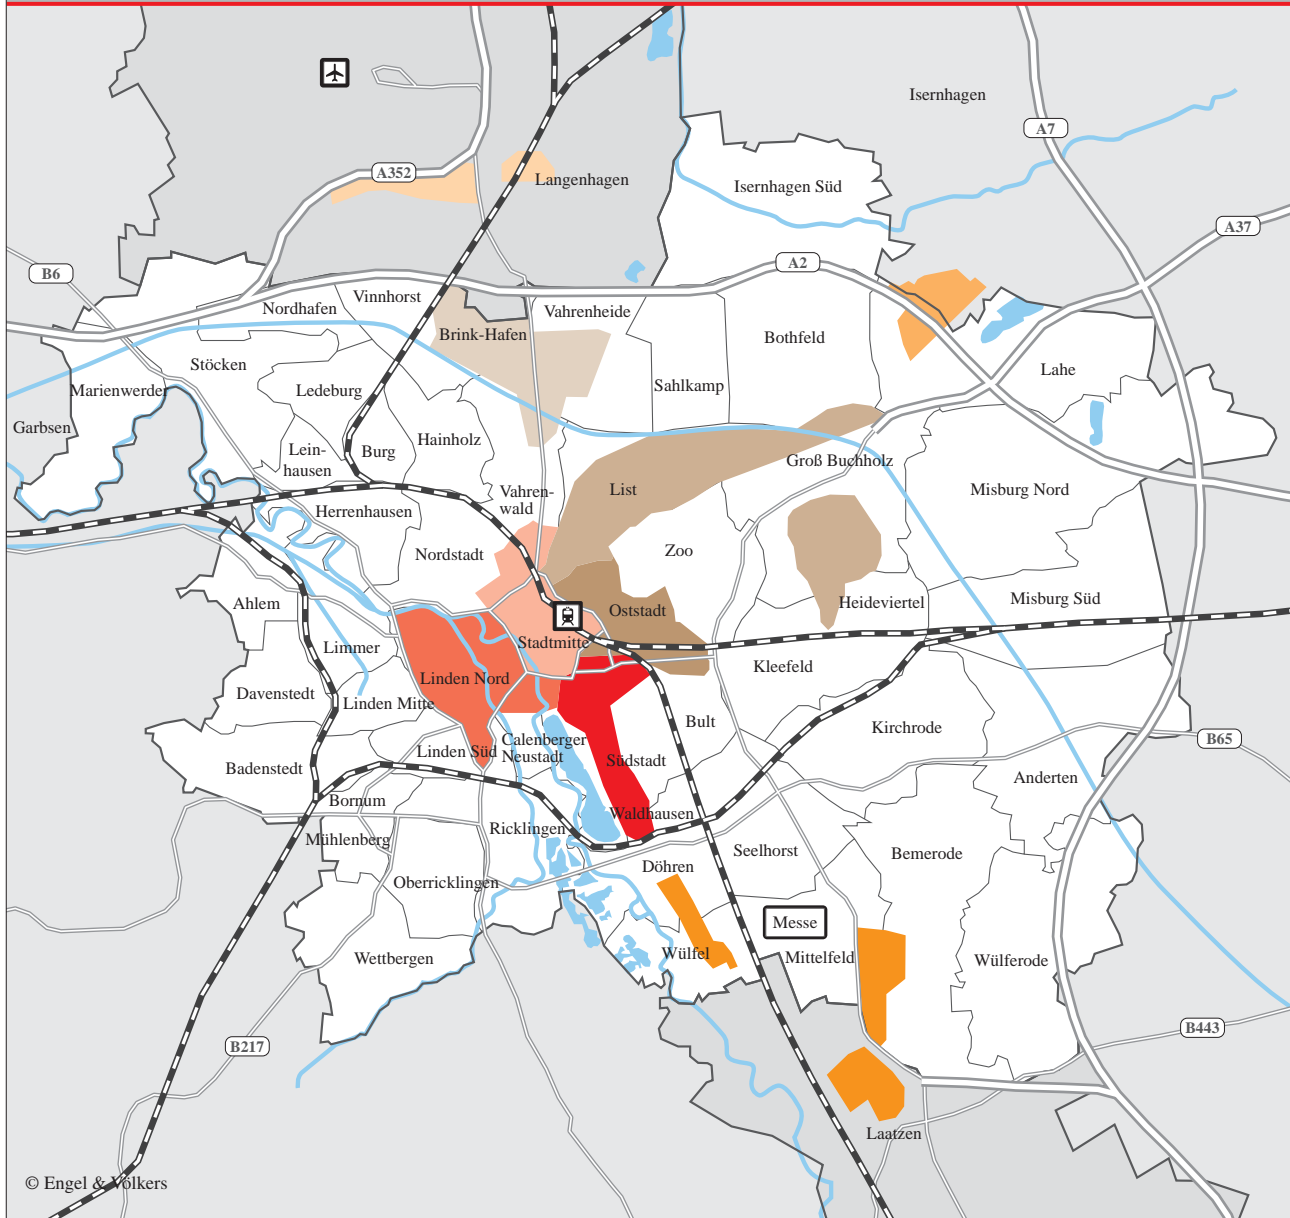 Isernhagen
A7
A352
Langenhagen
Isernhagen Süd
A37
B6
A2
Nordhafen
Vinnhorst
Vahrenheide
Brink-Hafen
Bothfeld
Stöcken
Lahe
Marienwerder
Ledeburg
Sahlkamp
Garbsen
Lein-
hausen
Burg
Hainholz
Groß Buchholz
List
Misburg Nord
Vahren-
wald
Herrenhausen
Nordstadt
Zoo
Ahlem
Oststadt
Heideviertel
Misburg Süd
Limmer
Stadtmitte
Kleefeld
Linden Nord
Davenstedt
Linden Mitte
Bult
Kirchrode
B65
Linden Süd
Calenberger
Neustadt
Südstadt
Badenstedt
Anderten
Bornum
Waldhausen
Mühlenberg
Ricklingen
Seelhorst
Bemerode
Döhren
Oberricklingen
Messe
Wettbergen
Wülfel
Mittelfeld
Wülferode
B217
B443
Laatzen
© Engel & Völkers